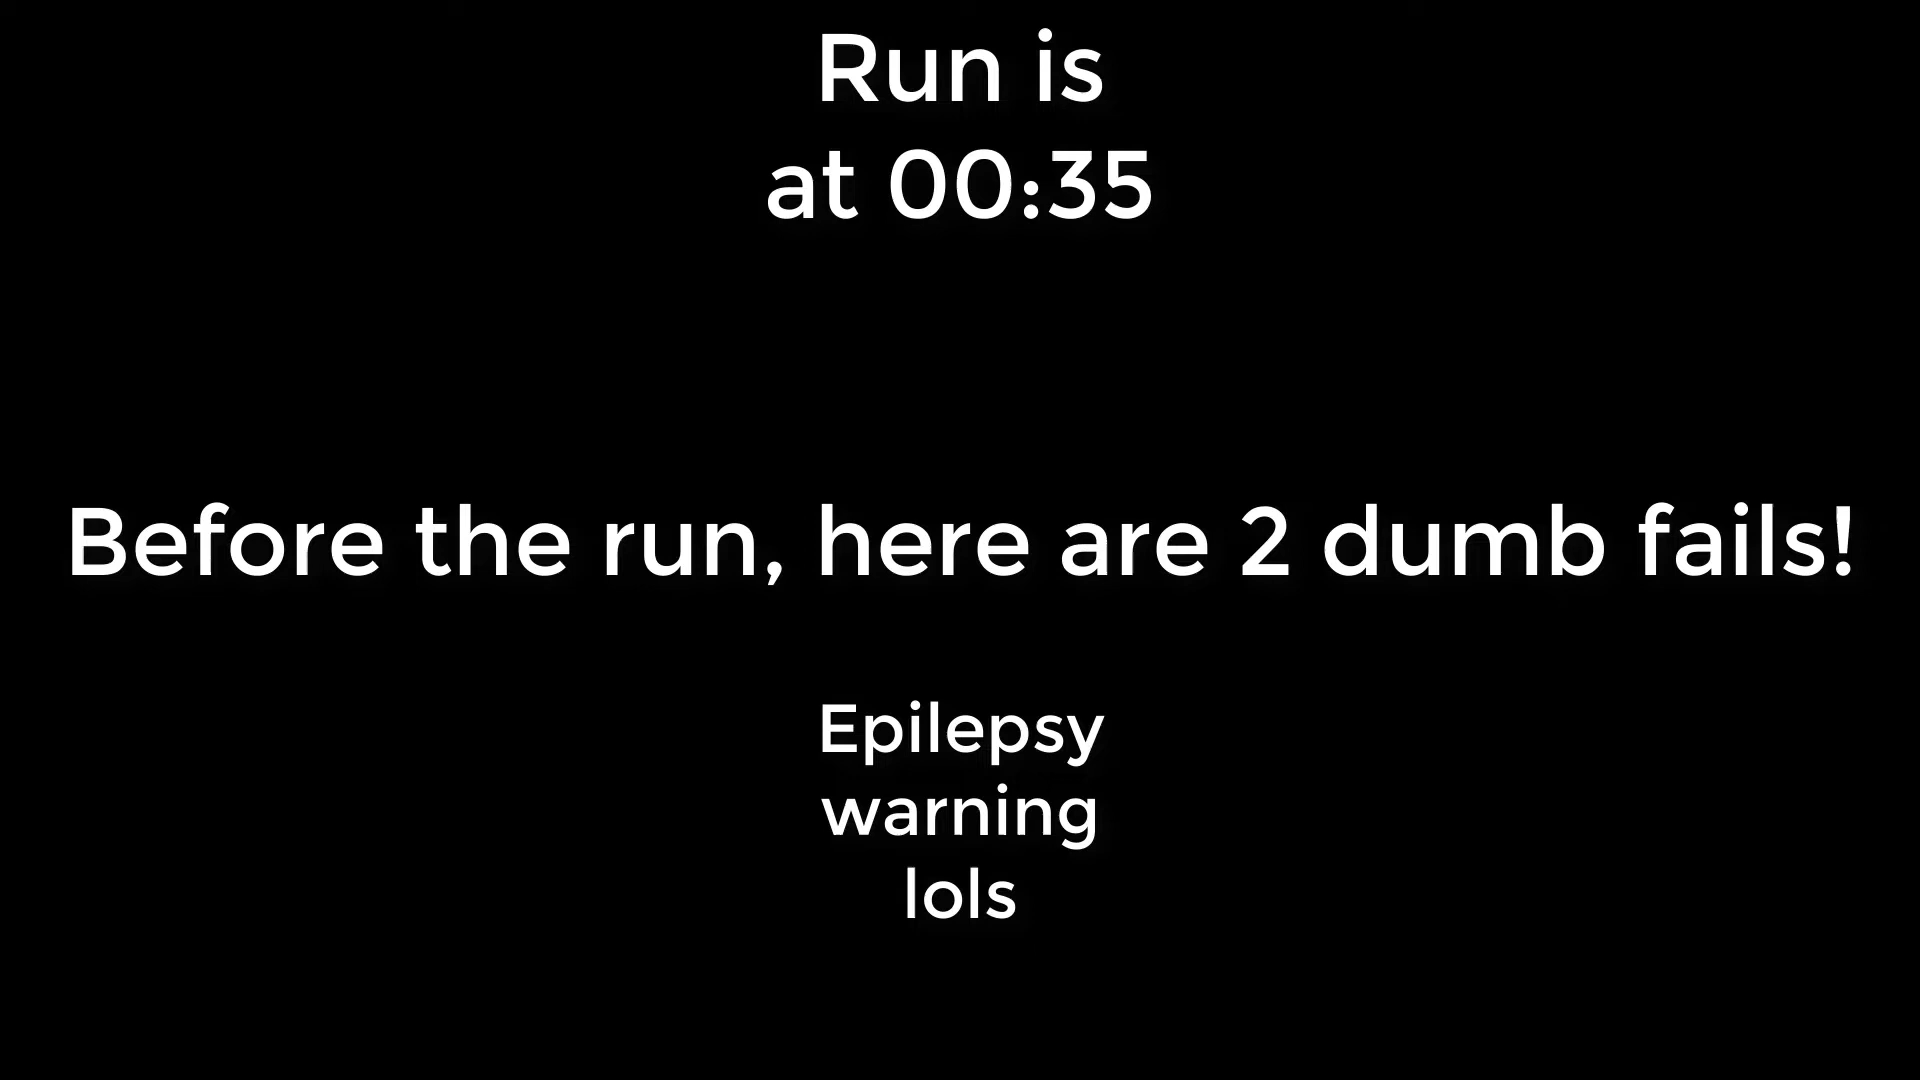 Run is
at 00:35
Before the run, here are 2 dumb fails!
Epilepsy
warning
lols